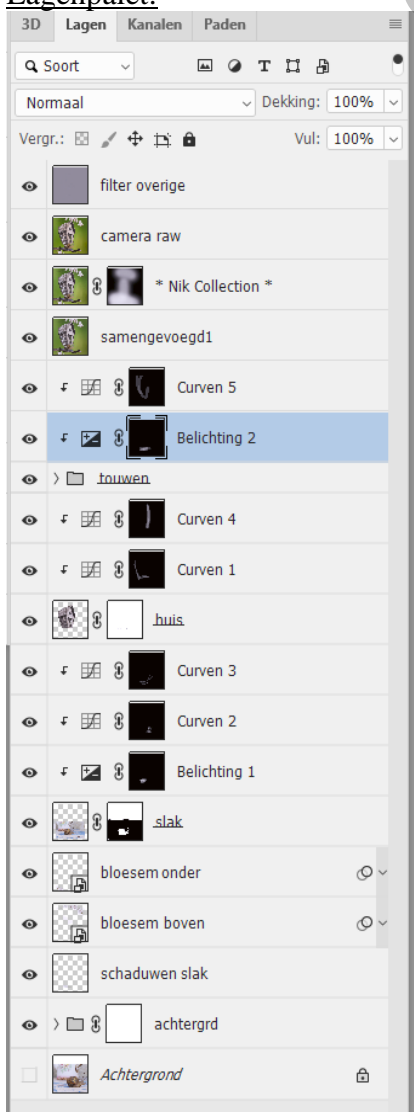 Lagenpalet:
3D Lagen Kanalen Paden
Soort
Normaal Dekking: 100%
Vergr.: Vul: 100%
filter overige
camera raw
* Nik Collection *
samengevoegd1
Curven 5
Belichting 2
touwen
Curven 4
Curven 1
huis
Curven 3
Curven 2
Belichting 1
slak
bloesem onder
bloesem boven
schaduwen slak
achtergrd
Achtergrond